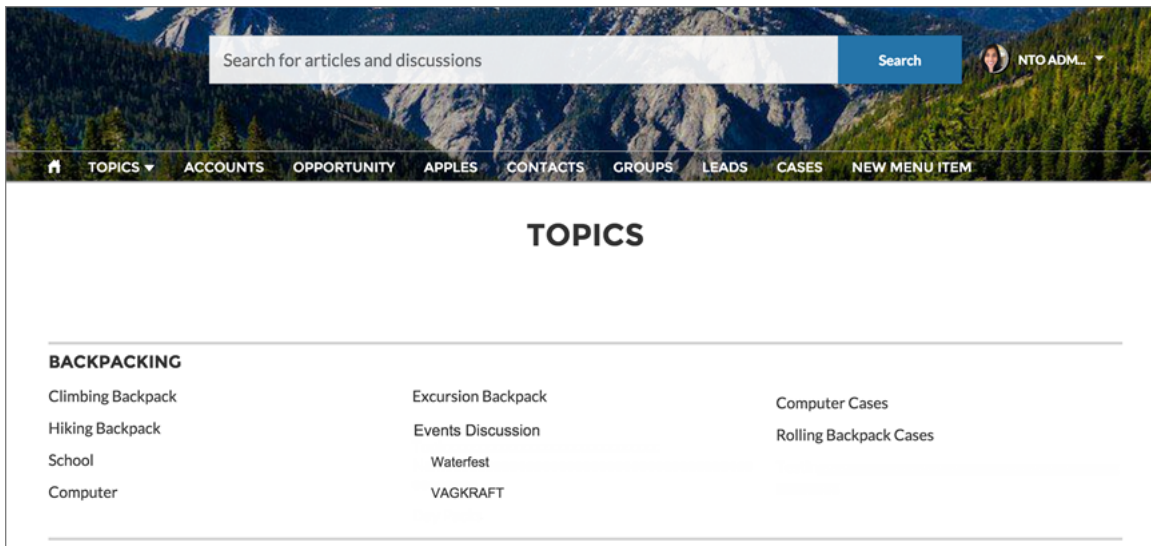 Search for articles and discussions
Search
NTO ADM...
TOPICS
ACCOUNTS
OPPORTUNITY
APPLES
CONTACTS
GROUPS
LEADS
CASES
NEW MENU ITEM
TOPICS
BACKPACKING
Climbing Backpack
Hiking Backpack
School
Computer
Excursion Backpack
Events Discussion
Waterfest
VAGKRAFT
Computer Cases
Rolling Backpack Cases